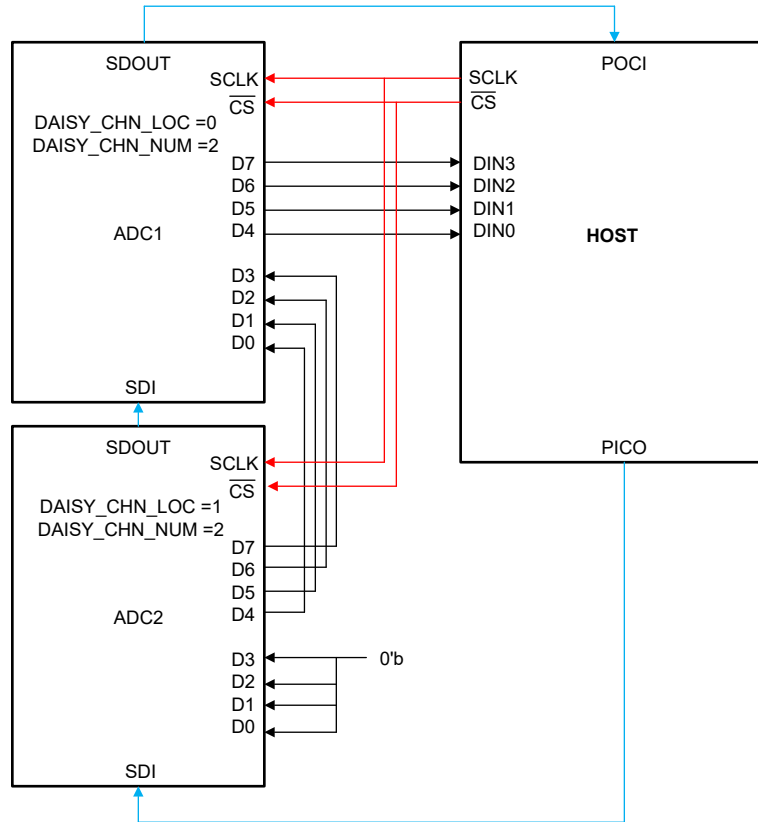 SDOUT
SCLK
CS
DAISY_CHN_LOC =0
DAISY_CHN_NUM =2
D7
D6
D5
D4
ADC1
D3
D2
D1
D0
SDI
POCI
SCLK
CS
DIN3
DIN2
DIN1
DIN0
HOST
PICO
SDOUT
SCLK
CS
DAISY_CHN_LOC =1
DAISY_CHN_NUM =2
D7
D6
D5
D4
ADC2
D3
D2
D1
D0
0'b
SDI